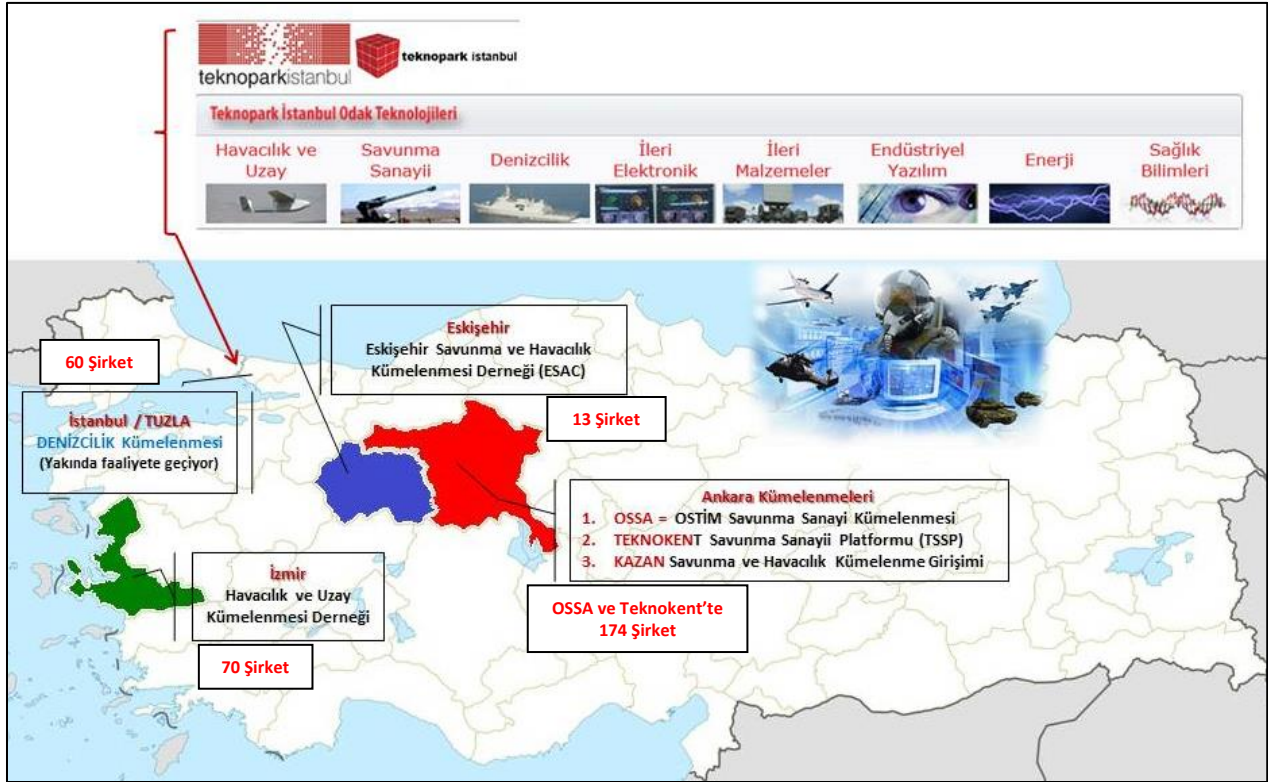 teknoparkistanbul
teknopark istanbul
Teknopark İstanbul Odak Teknolojileri
Havacılık ve
Uzay
Savunma
Sanayii
Denizcilik
İleri
Elektronik
İleri
Malzemeler
Endüstriyel
Yazılım
Enerji
Sağlık
Bilimleri
60 Şirket
Eskişehir
Eskişehir Savunma ve Havacılık
Kümelenmesi Derneği (ESAC)
13 Şirket
İstanbul / TUZLA
DENİZCİLİK Kümelenmesi
(Yakında faaliyete geçiyor)
Ankara Kümelenmeleri
1. OSSA = OSTİM Savunma Sanayi Kümelenmesi
2. TEKNOKENT Savunma Sanayii Platformu (TSSP)
3. KAZAN Savunma ve Havacılık Kümelenme Girişimi
OSSA ve Teknokent’te
174 Şirket
İzmir
Havacılık ve Uzay
Kümelenmesi Derneği
70 Şirket